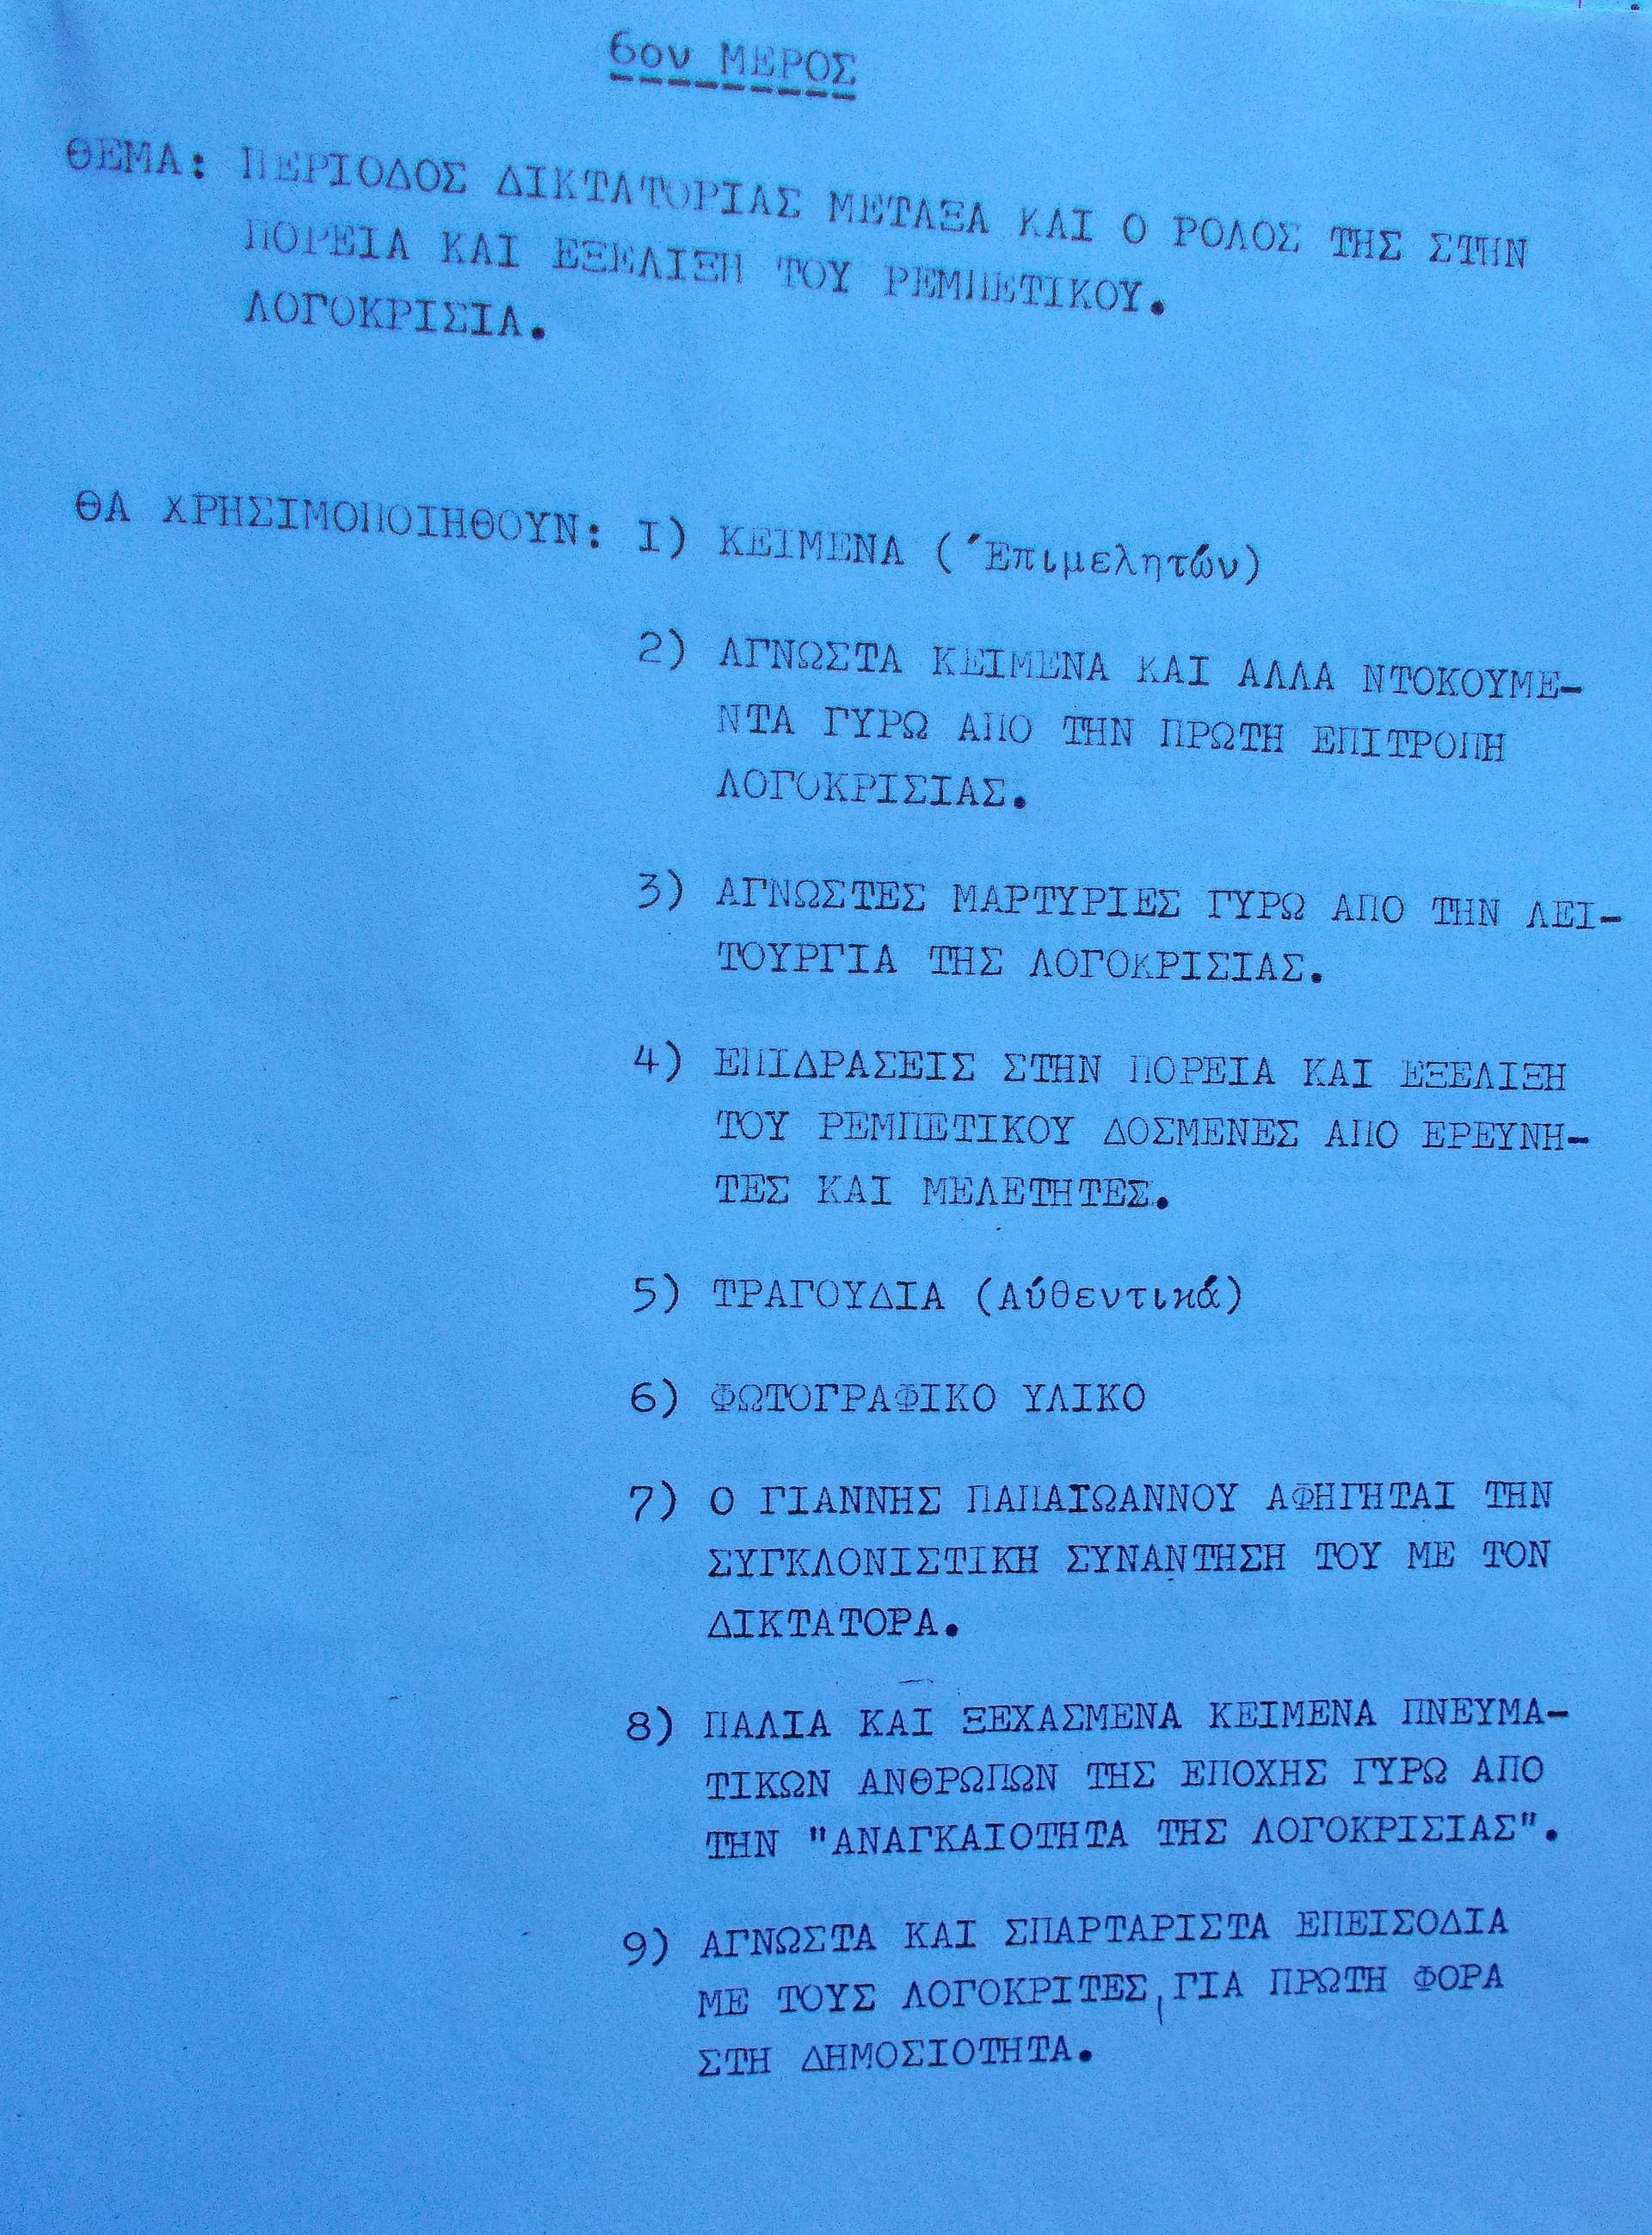 6ον ΜΕΡΟΣ
ΘΕΜΑ: ΠΕΡΙΟΔΟΣ ΔΙΚΤΑΤΟΡΙΑΣ ΜΕΤΑΞΑ ΚΑΙ Ο ΡΟΛΟΣ ΤΗΣ ΣΤΗΝ
ΠΟΡΕΙΑ ΚΑΙ ΕΞΕΛΙΞΗ ΤΟΥ ΡΕΜΠΕΤΙΚΟΥ.
ΛΟΓΟΚΡΙΣΙΑ.
ΘΑ ΧΡΗΣΙΜΟΠΟΙΗΘΟΥΝ: Ι) ΚΕΙΜΕΝΑ (Έπιμελητών)
2) ΑΓΝΩΣΤΑ ΚΕΙΜΕΝΑ ΚΑΙ ΑΛΛΑ ΝΤΟΚΟΥΜΕ-
ΝΤΑ ΓΥΡΩ ΑΠΟ ΤΗΝ ΠΡΩΤΗ ΕΠΙΤΡΟΠΗ
ΛΟΓΟΚΡΙΣΙΑΣ.
3) ΑΓΝΩΣΤΕΣ ΜΑΡΤΥΡΙΕΣ ΓΥΡΩ ΑΠΟ ΤΗΝ ΛΕΙ-
ΤΟΥΡΓΙΑ ΤΗΣ ΛΟΓΟΚΡΙΣΙΑΣ.
4) ΕΠΙΔΡΑΣΕΙΣ ΣΤΗΝ ΠΟΡΕΙΑ ΚΑΙ ΕΞΕΛΙΞΗ
ΤΟΥ ΡΕΜΠΕΤΙΚΟΥ ΔΟΣΜΕΝΕΣ ΑΠΟ ΕΡΕΥΝΗ-
ΤΕΣ ΚΑΙ ΜΕΛΕΤΗΤΕΣ.
5) ΤΡΑΓΟΥΔΙΑ (Αύθεντικά)
6) ΦΩΤΟΓΡΑΦΙΚΟ ΥΛΙΚΟ
7) Ο ΓΙΑΝΝΗΣ ΠΑΠΑΙΩΑΝΝΟΥ ΑΦΗΓΗΤΑΙ ΤΗΝ
ΣΥΓΚΛΟΝΙΣΤΙΚΗ ΣΥΝΑΝΤΗΣΗ ΤΟΥ ΜΕ ΤΟΝ
ΔΙΚΤΑΤΟΡΑ.
8) ΠΑΛΙΑ ΚΑΙ ΞΕΧΑΣΜΕΝΑ ΚΕΙΜΕΝΑ ΠΝΕΥΜΑ-
ΤΙΚΩΝ ΑΝΘΡΩΠΩΝ ΤΗΣ ΕΠΟΧΗΣ ΓΥΡΩ ΑΠΟ
ΤΗΝ "ΑΝΑΓΚΑΙΟΤΗΤΑ ΤΗΣ ΛΟΓΟΚΡΙΣΙΑΣ".
9) ΑΓΝΩΣΤΑ ΚΑΙ ΣΠΑΡΤΑΡΙΣΤΑ ΕΠΕΙΣΟΔΙΑ
ΜΕ ΤΟΥΣ ΛΟΓΟΚΡΙΤΕΣ, ΓΙΑ ΠΡΩΤΗ ΦΟΡΑ
ΣΤΗ ΔΗΜΟΣΙΟΤΗΤΑ.